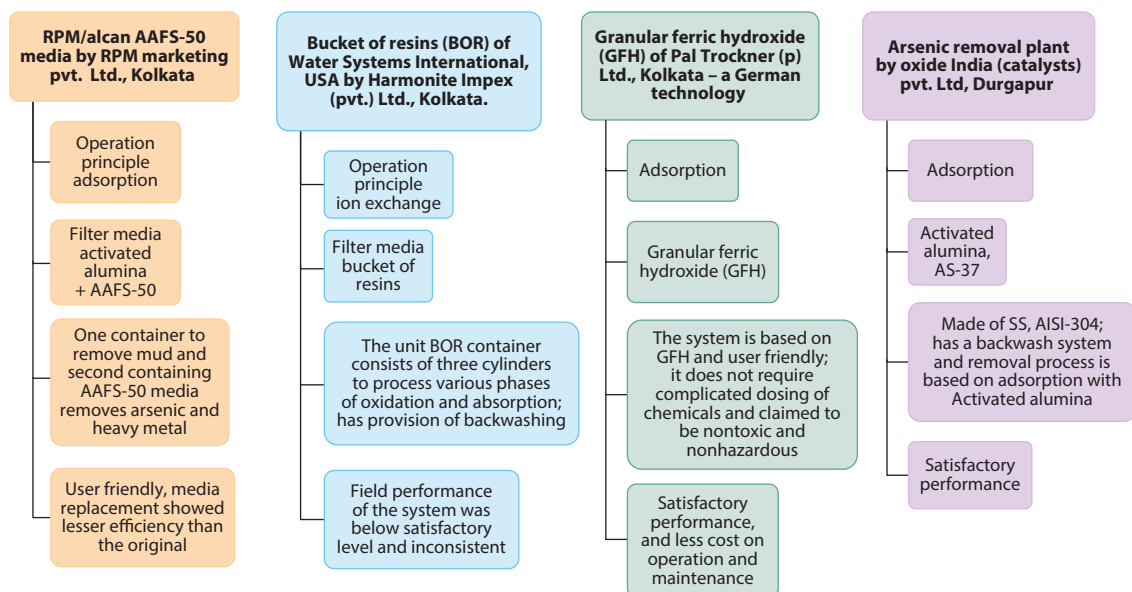 RPM/alcan AAFS-50
media by RPM marketing
pvt. Ltd., Kolkata
Operation
principle
adsorption
Filter media
activated
alumina
+ AAFS-50
One container to
remove mud and
second containing
AAFS-50 media
removes arsenic and
heavy metal
User friendly, media
replacement showed
lesser efficiency than
the original
Bucket of resins (BOR) of
Water Systems International,
USA by Harmonite Impex
(pvt.) Ltd., Kolkata.
Operation
principle
ion exchange
Filter media
bucket of
resins
The unit BOR container
consists of three cylinders
to process various phases
of oxidation and absorption;
has provision of backwashing
Field performance
of the system was
below satisfactory
level and inconsistent
Granular ferric hydroxide
(GFH) of Pal Trockner (p)
Ltd., Kolkata – a German
technology
Adsorption
Granular ferric
hydroxide (GFH)
The system is based on
GFH and user friendly;
it does not require
complicated dosing of
chemicals and claimed to
be nontoxic and
nonhazardous
Satisfactory
performance,
and less cost on
operation and
maintenance
Arsenic removal plant
by oxide India (catalysts)
pvt. Ltd, Durgapur
Adsorption
Activated
alumina,
AS-37
Made of SS, AISI-304;
has a backwash system
and removal process is
based on adsorption with
Activated alumina
Satisfactory
performance